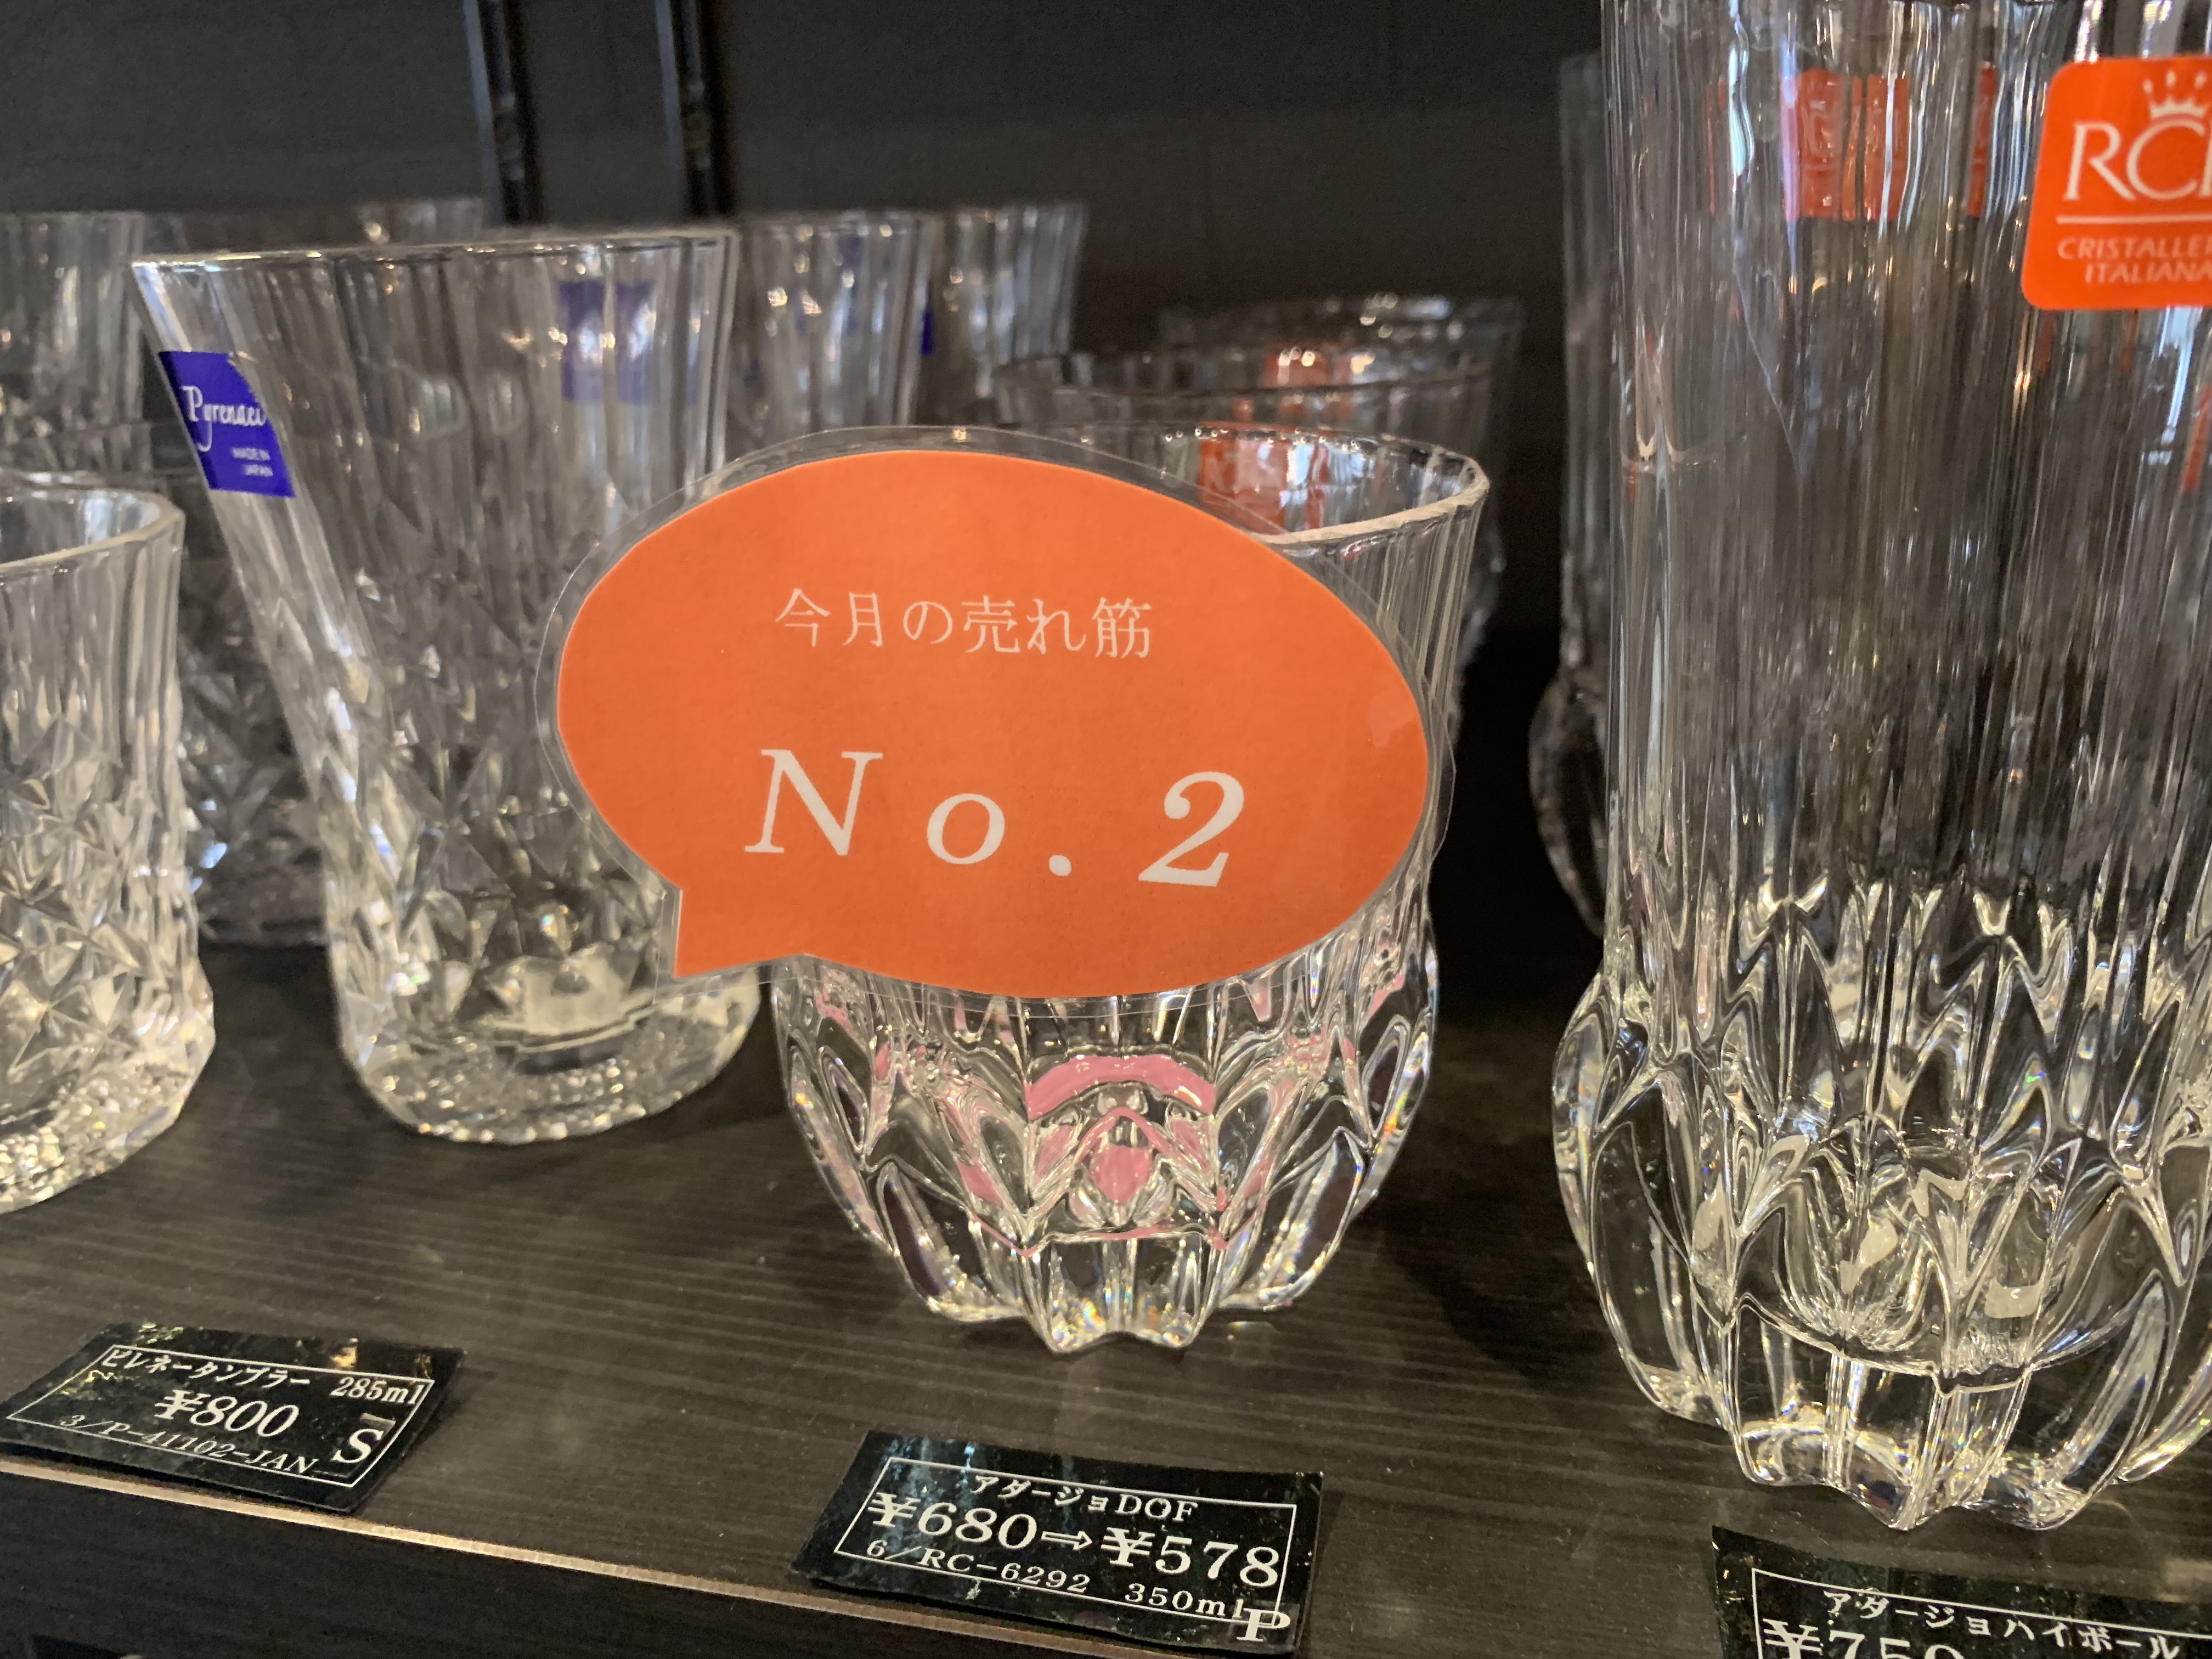 Pyrenaei
MADE IN
JAPAN
CRISTALLE
ITALIANA
今月の売れ筋
No.2
ピレネータンブラー 285ml
¥800
3/P-41102-JAN
S
アダージョDOF
¥680⇒¥578
6/RC-6292 350ml
P
アダージョハイボール
¥750